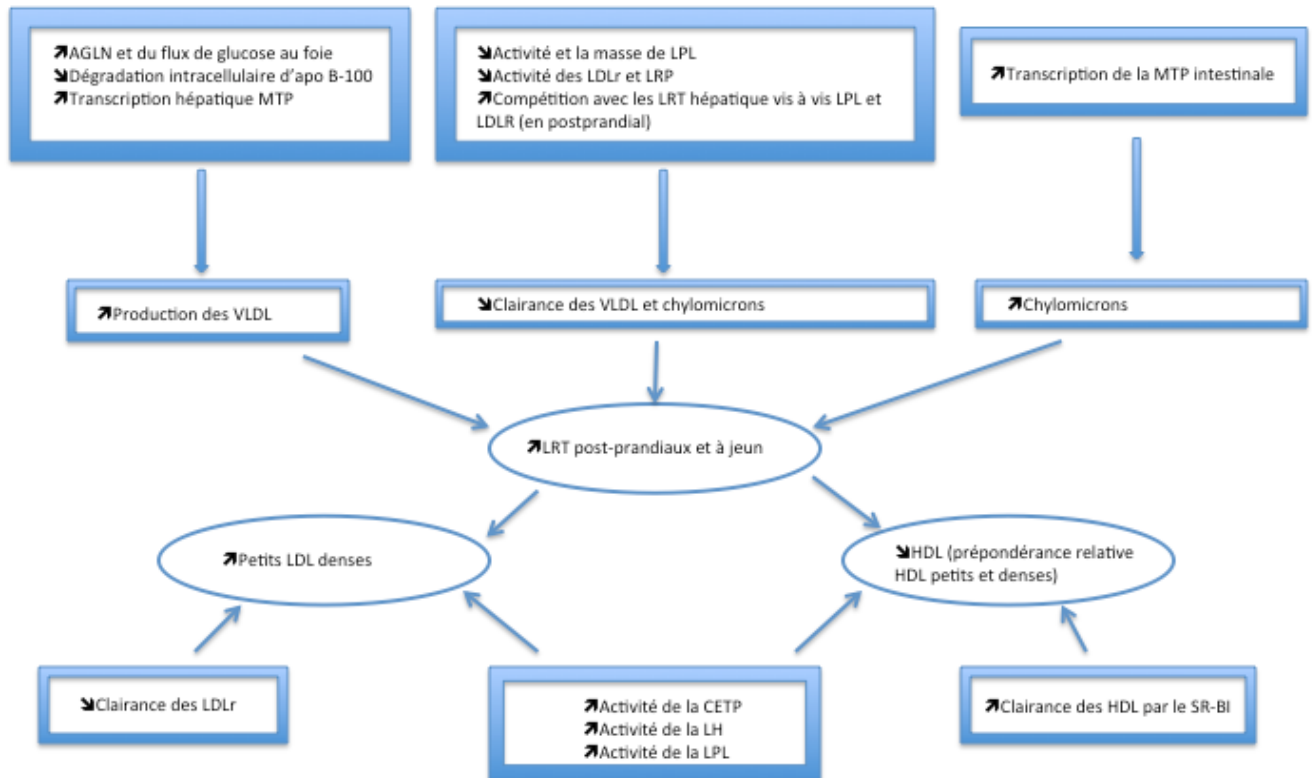 ↗AGLN et du flux de glucose au foie
↘Dégradation intracellulaire d'apo B-100
↗Transcription hépatique MTP
↘Activité et la masse de LPL
↘Activité des LDLr et LRP
↗Compétition avec les LRT hépatique vis à vis LPL et
LDLR (en postprandial)
↗Transcription de la MTP intestinale
↗Production des VLDL
↘Clairance des VLDL et chylomicrons
↗Chylomicrons
↗LRT post-prandiaux et à jeun
↗Petits LDL denses
↘HDL (prépondérance relative
HDL petits et denses)
↘Clairance des LDLr
↗Activité de la CETP
↗Activité de la LH
↗Activité de la LPL
↗Clairance des HDL par le SR-BI